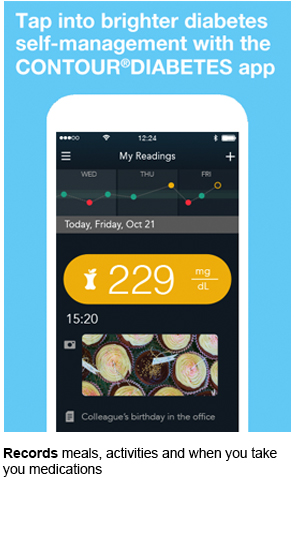 Tap into brighter diabetes
self-management with the
CONTOUR®DIABETES app
12:24
My Readings
WED THU FRI
Today, Friday, Oct 21
229 mg
dL
15:20
Colleague's birthday in the office
Records meals, activities and when you take
you medications